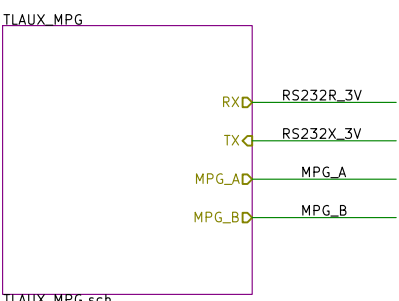 TLAUX_MPG
RX RS232R_3V
TX RS232X_3V
MPG_A MPG_A
MPG_B MPG_B
TLAUX_MPG.sch